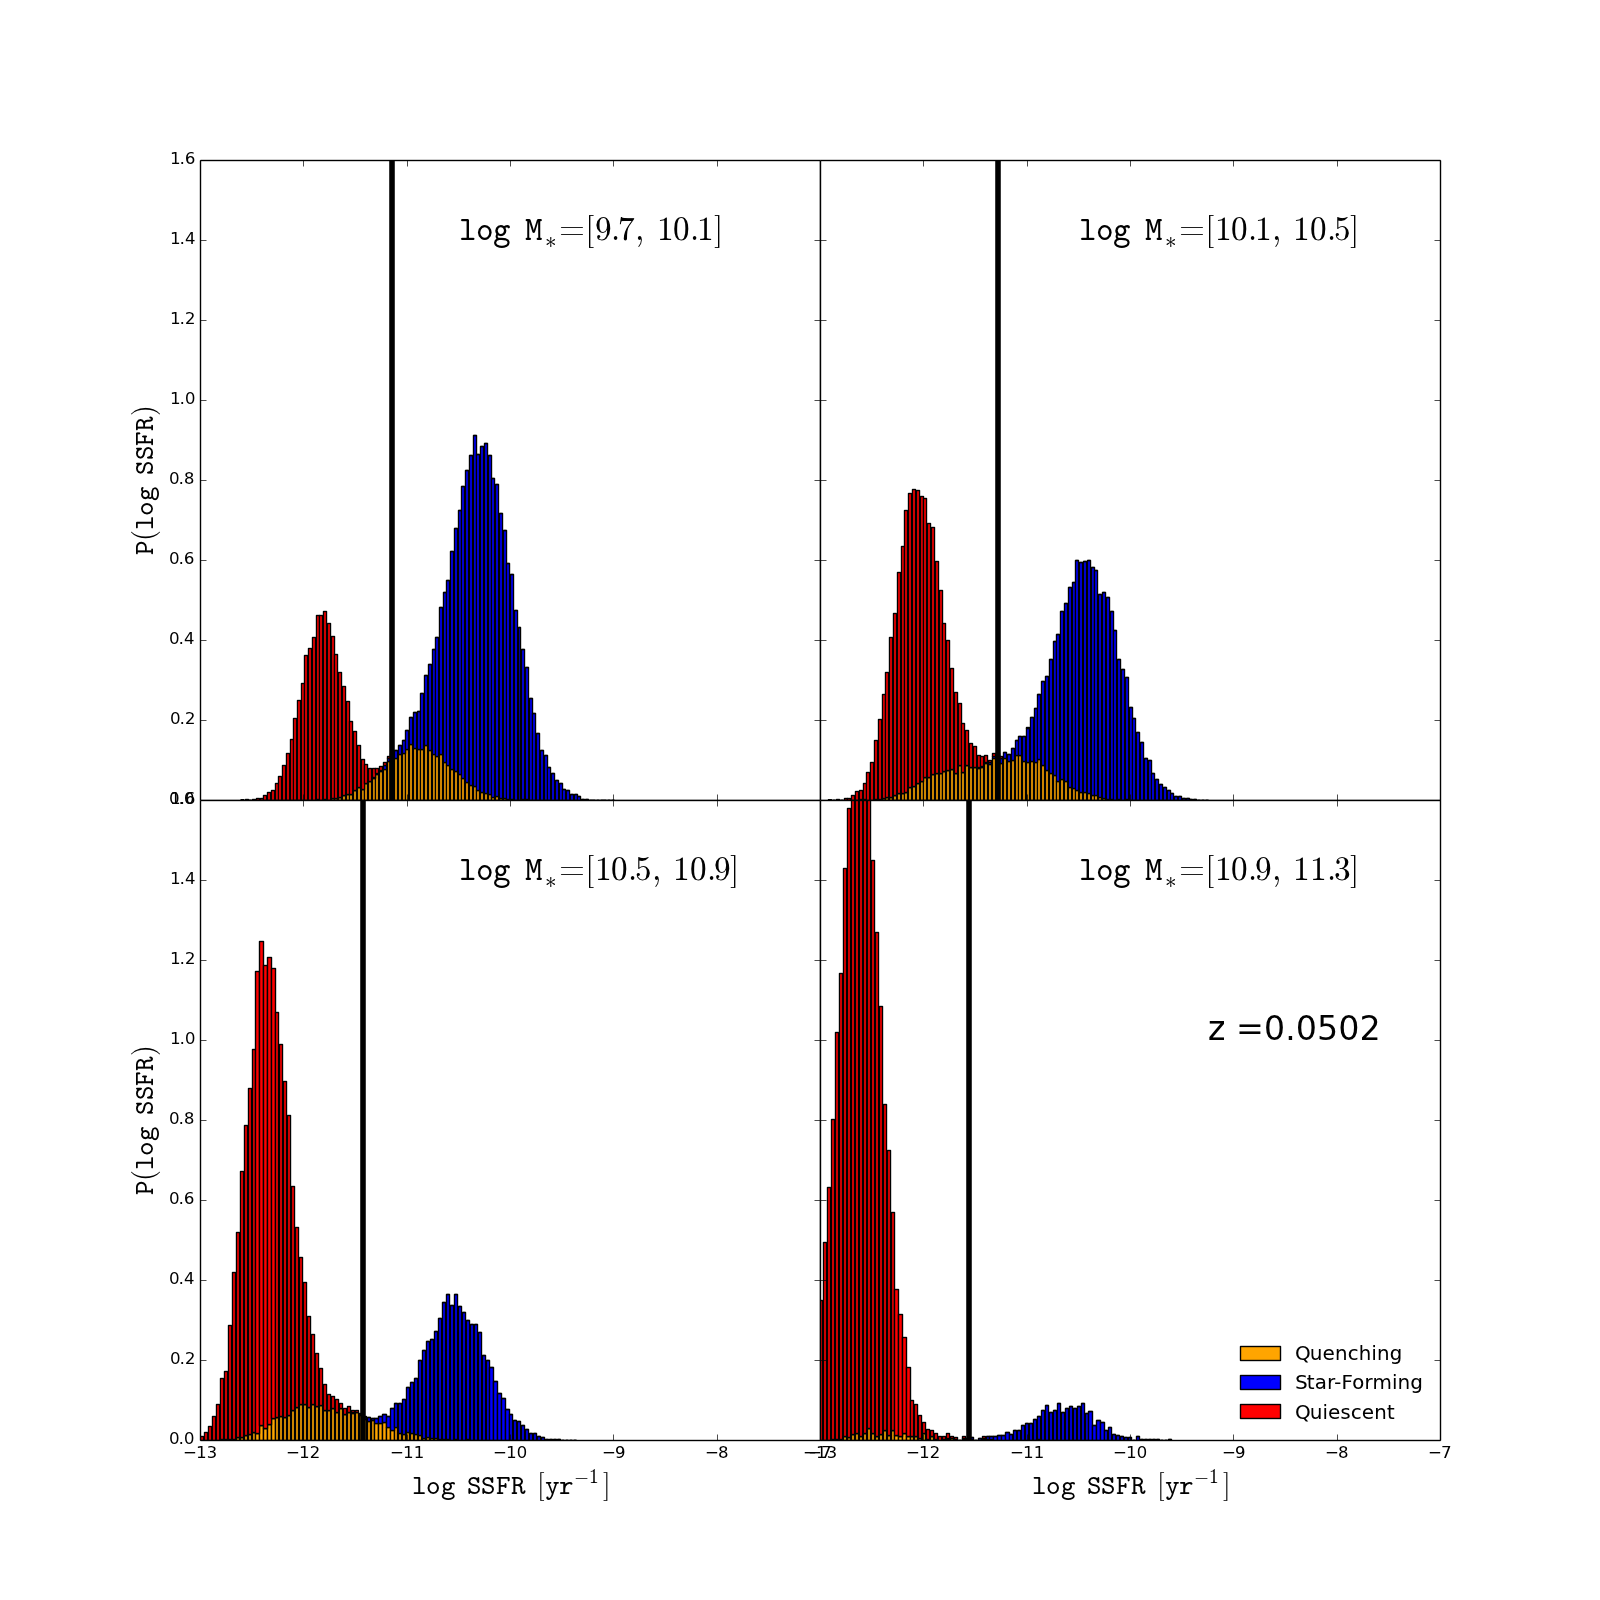 1.6
1.4
1.2
1.0
0.8
0.6
0.4
0.2
P(log SSFR)
log M*=[9.7, 10.1]
log M*=[10.1, 10.5]
1.4
1.2
1.0
0.8
0.6
0.4
0.2
0.0
P(log SSFR)
log M*=[10.5, 10.9]
log M*=[10.9, 11.3]
z =0.0502
Quenching
Star-Forming
Quiescent
−13 −12 −11 −10 −9 −8
−12 −11 −10 −9 −8 −7
log SSFR [yr⁻¹]
log SSFR [yr⁻¹]